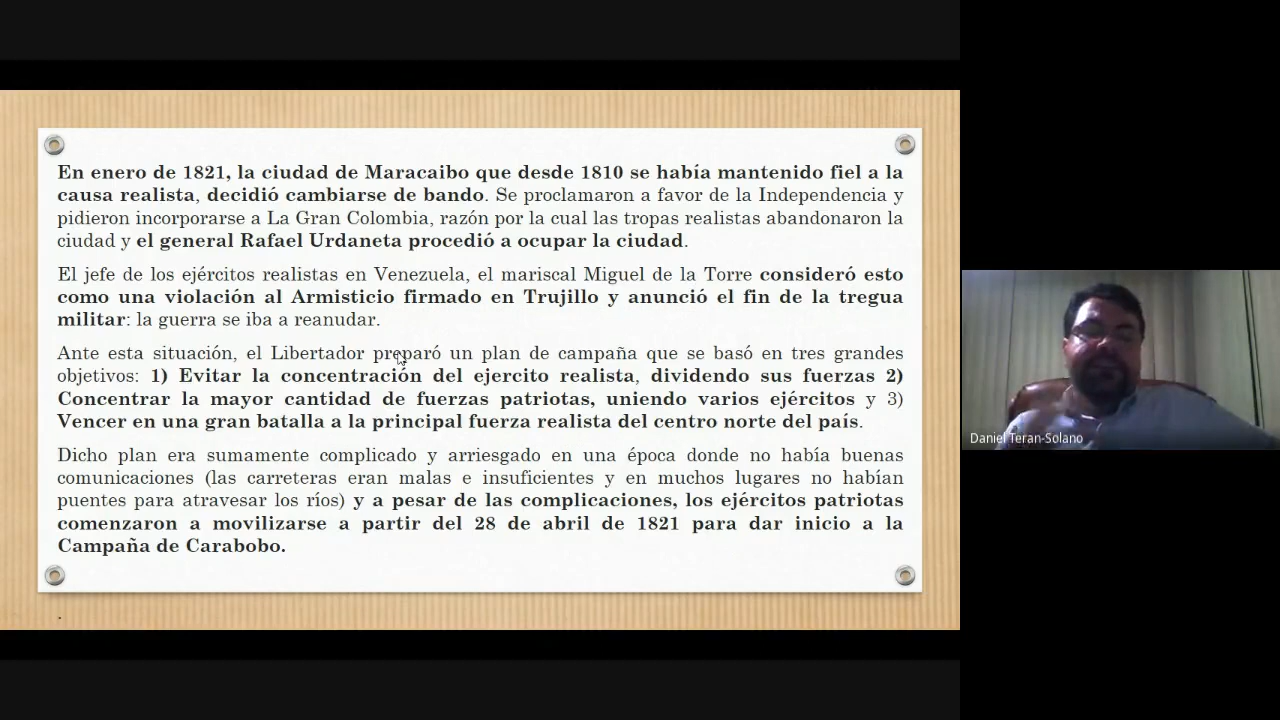 En enero de 1821, la ciudad de Maracaibo que desde 1810 se había mantenido fiel a la
causa realista, decidió cambiarse de bando. Se proclamaron a favor de la Independencia y
pidieron incorporarse a La Gran Colombia, razón por la cual las tropas realistas abandonaron la
ciudad y el general Rafael Urdaneta procedió a ocupar la ciudad.
El jefe de los ejércitos realistas en Venezuela, el mariscal Miguel de la Torre consideró esto
como una violación al Armisticio firmado en Trujillo y anunció el fin de la tregua
militar: la guerra se iba a reanudar.
Ante esta situación, el Libertador preparó un plan de campaña que se basó en tres grandes
objetivos: 1) Evitar la concentración del ejercito realista, dividendo sus fuerzas 2)
Concentrar la mayor cantidad de fuerzas patriotas, uniendo varios ejércitos y 3)
Vencer en una gran batalla a la principal fuerza realista del centro norte del país.
Dicho plan era sumamente complicado y arriesgado en una época donde no había buenas
comunicaciones (las carreteras eran malas e insuficientes y en muchos lugares no habían
puentes para atravesar los ríos) y a pesar de las complicaciones, los ejércitos patriotas
comenzaron a movilizarse a partir del 28 de abril de 1821 para dar inicio a la
Campaña de Carabobo.
.
Daniel Teran-Solano